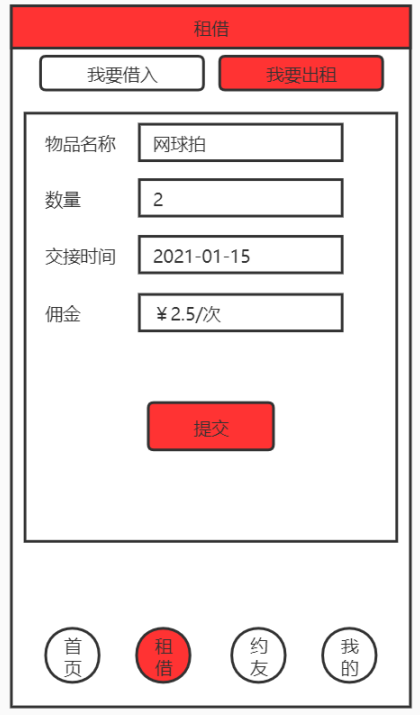 租借
我要借入 我要出租
物品名称 网球拍
数量 2
交接时间 2021-01-15
佣金 ￥2.5/次
提交
首页 租借 约友 我的